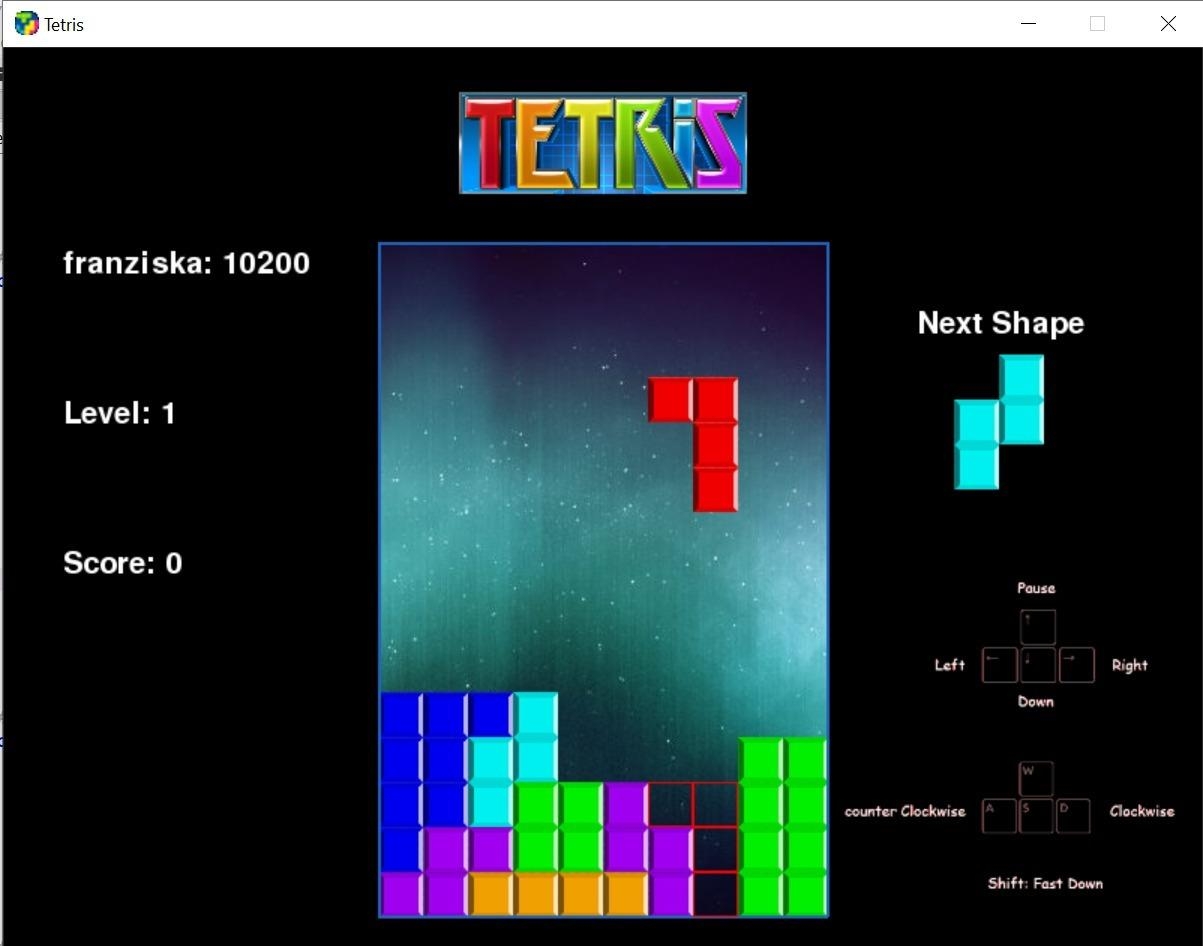 Tetris
TETRiS
franziska: 10200
Next Shape
Level: 1
Score: 0
Pause
↑
Left ← ↓ → Right
Down
W
counter Clockwise A S D Clockwise
Shift: Fast Down